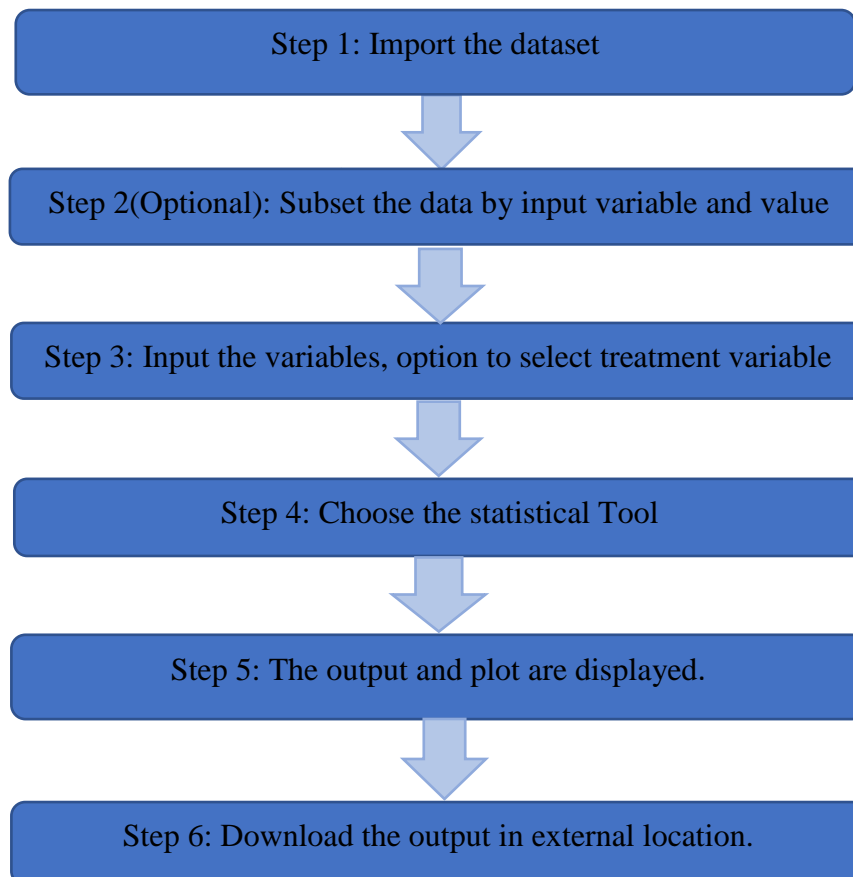 Step 1: Import the dataset
Step 2(Optional): Subset the data by input variable and value
Step 3: Input the variables, option to select treatment variable
Step 4: Choose the statistical Tool
Step 5: The output and plot are displayed.
Step 6: Download the output in external location.